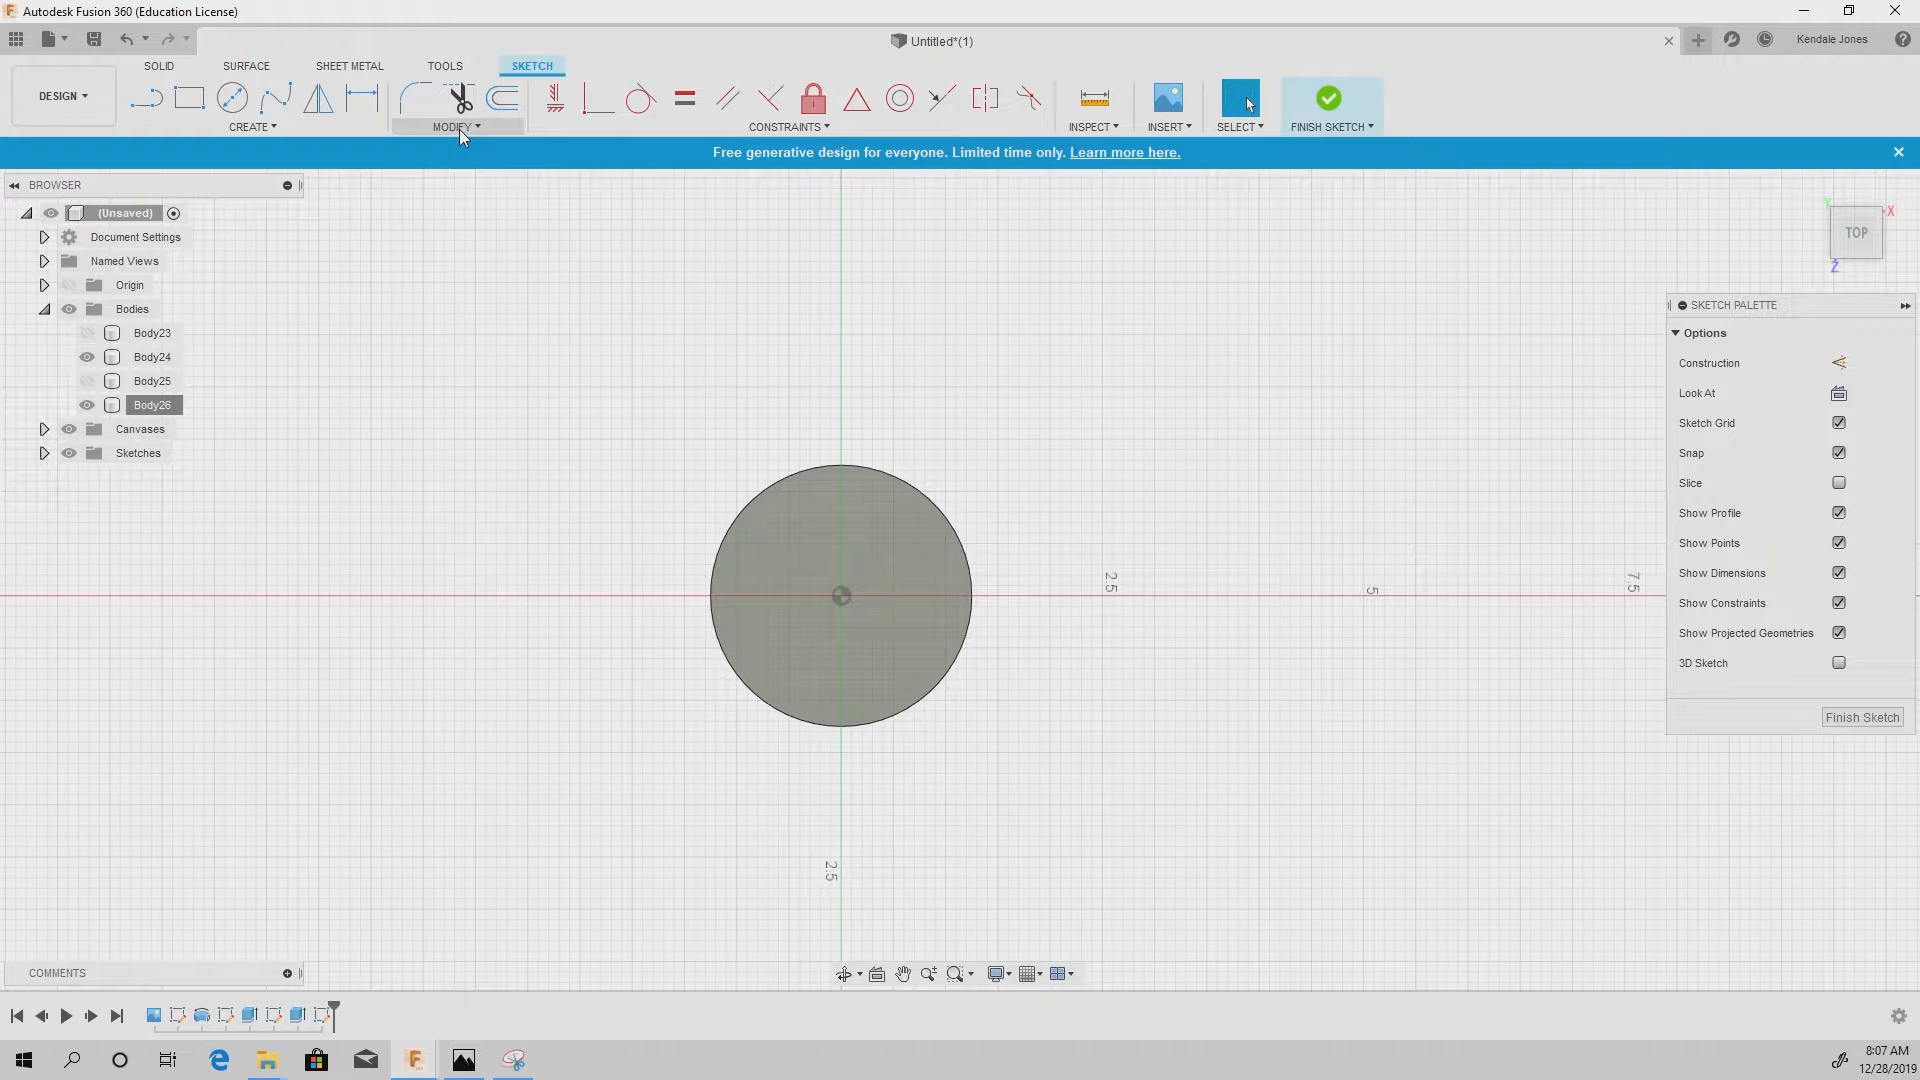 Autodesk Fusion 360 (Education License)
Untitled*(1)
Kendale Jones
SOLID
SURFACE
SHEET METAL
TOOLS
SKETCH
DESIGN
CREATE
MODIFY
CONSTRAINTS
INSPECT
INSERT
SELECT
FINISH SKETCH
Free generative design for everyone. Limited time only. Learn more here.
BROWSER
(Unsaved)
Document Settings
Named Views
Origin
Bodies
Body23
Body24
Body25
Body26
Canvases
Sketches
2.5
5
7.5
2.5
Y
X
TOP
Z
SKETCH PALETTE
Options
Construction
Look At
Sketch Grid
Snap
Slice
Show Profile
Show Points
Show Dimensions
Show Constraints
Show Projected Geometries
3D Sketch
Finish Sketch
COMMENTS
8:07 AM
12/28/2019